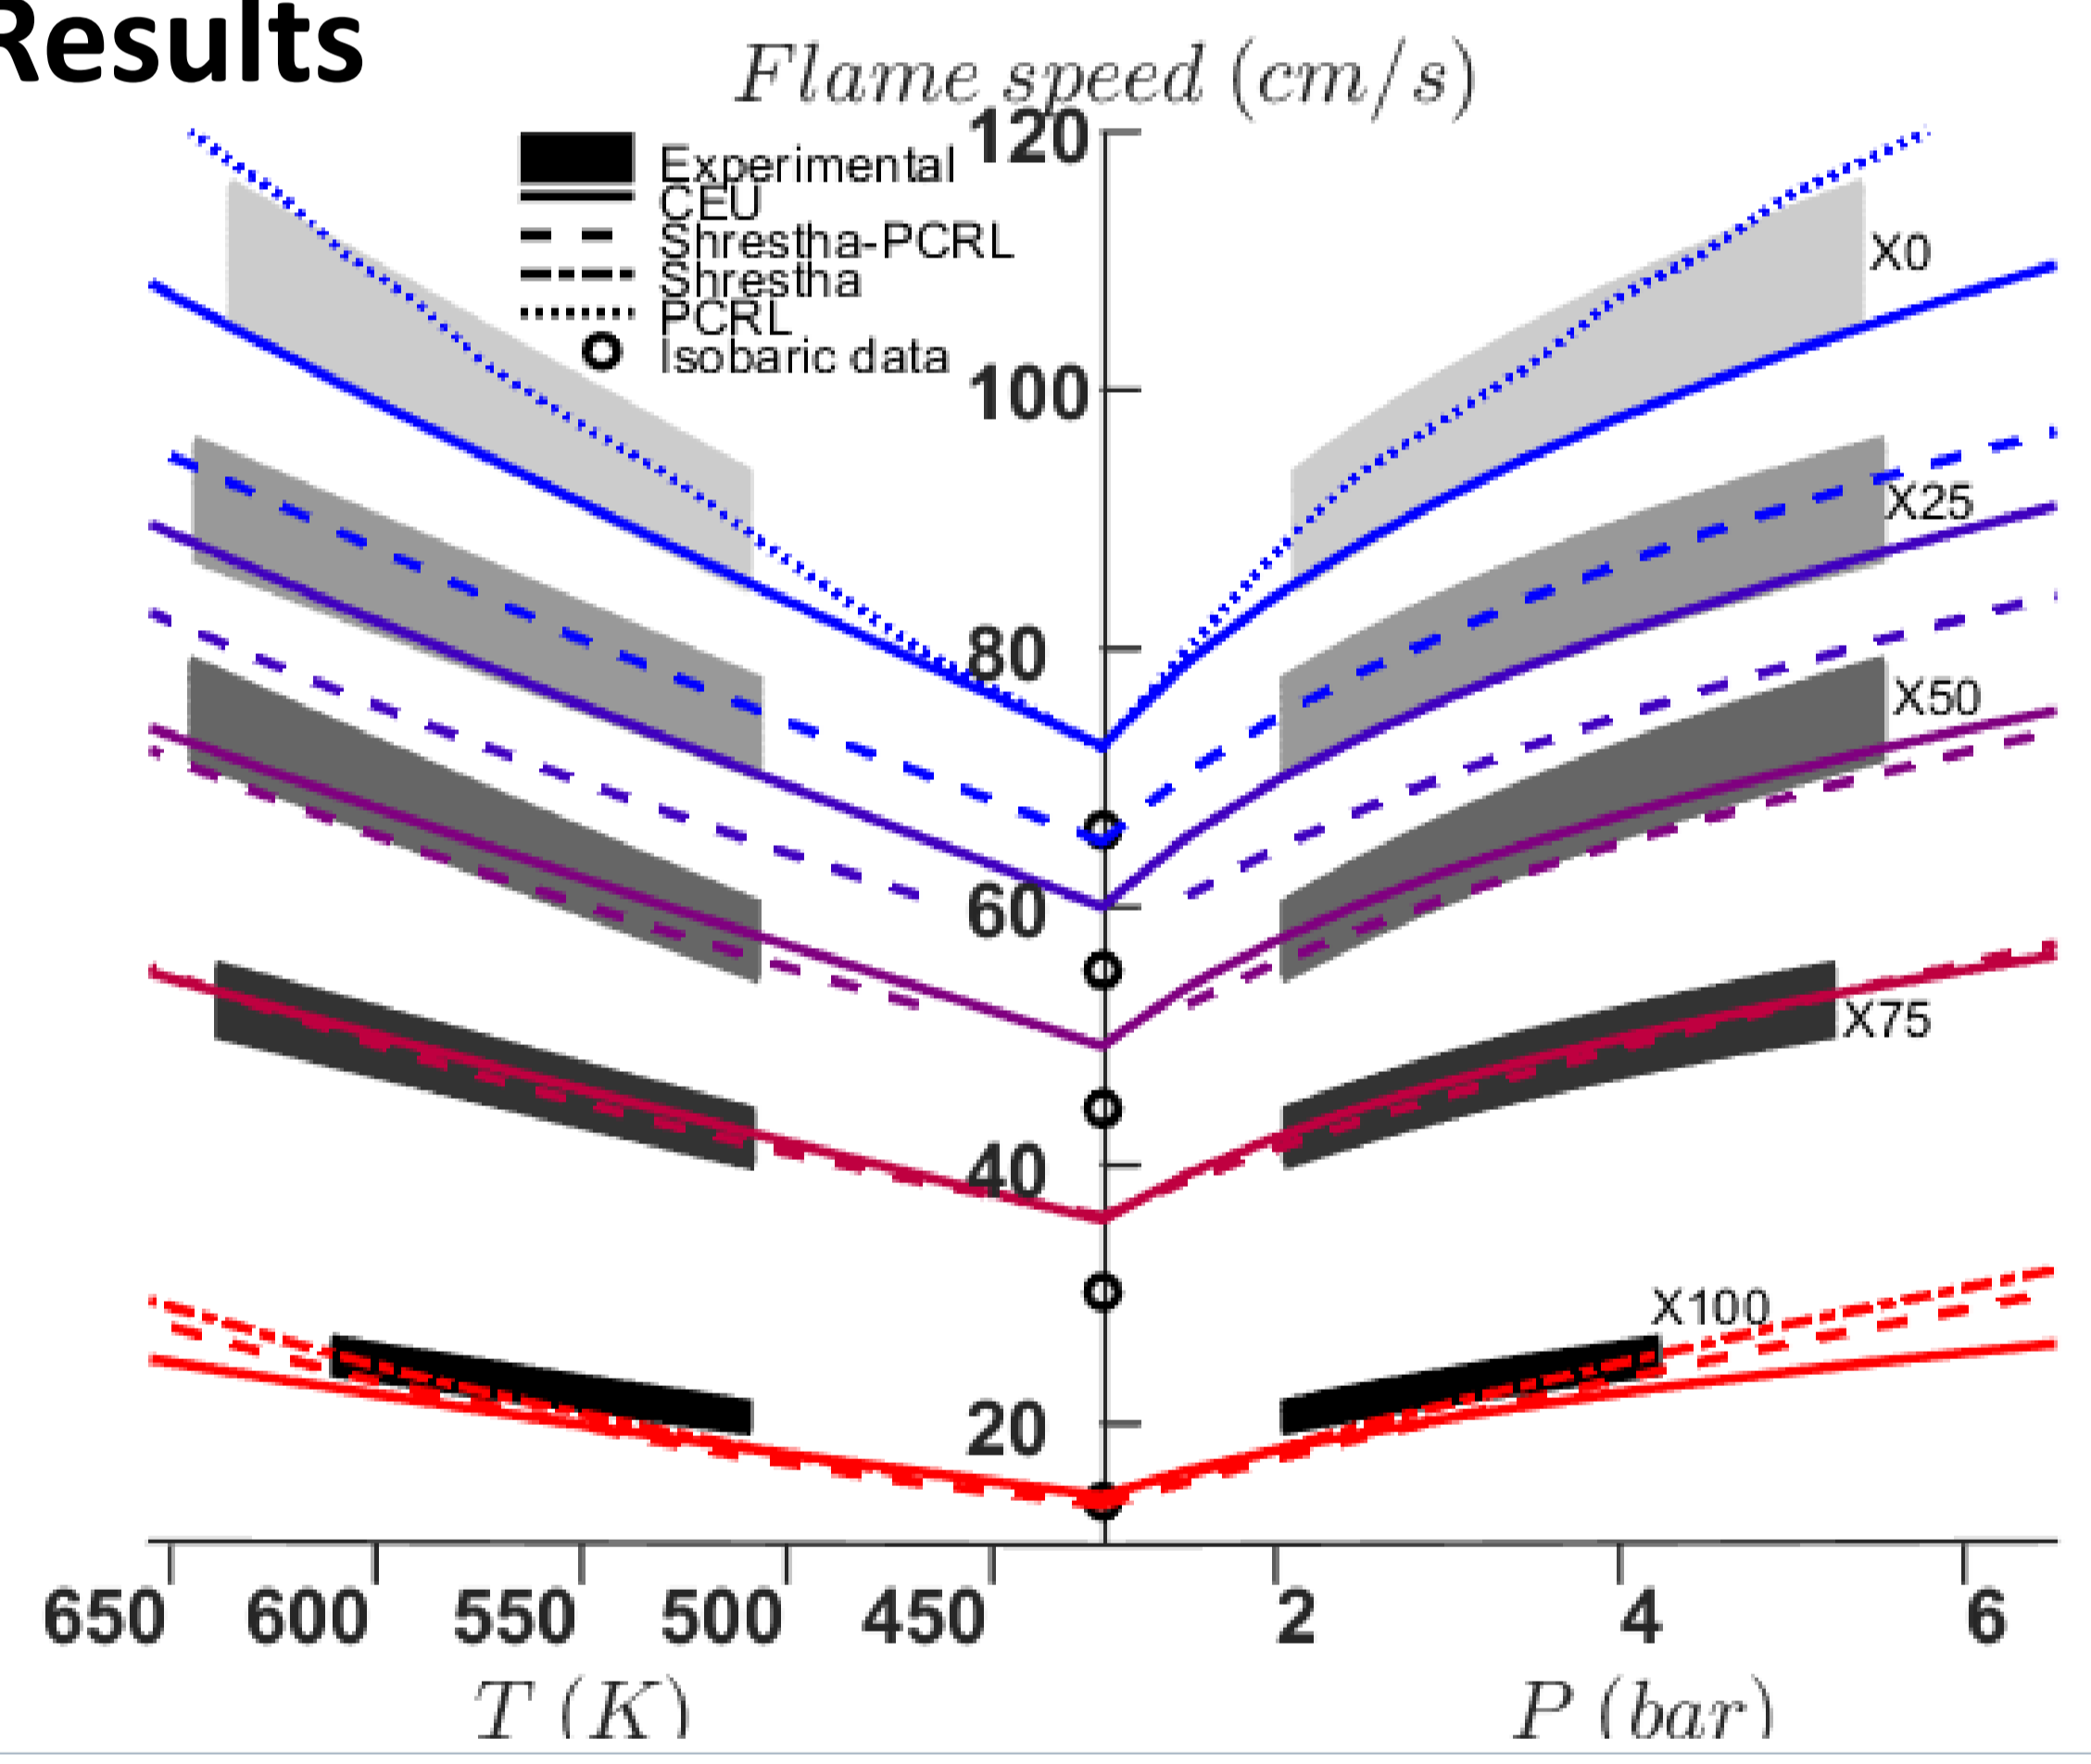 Results
Flame speed (cm/s)
120
Experimental
CEU
Shrestha-PCRL
Shrestha
PCRL
Isobaric data
X0
100
X25
80
X50
60
X75
40
X100
20
650 600 550 500 450 2 4 6
T (K) P (bar)